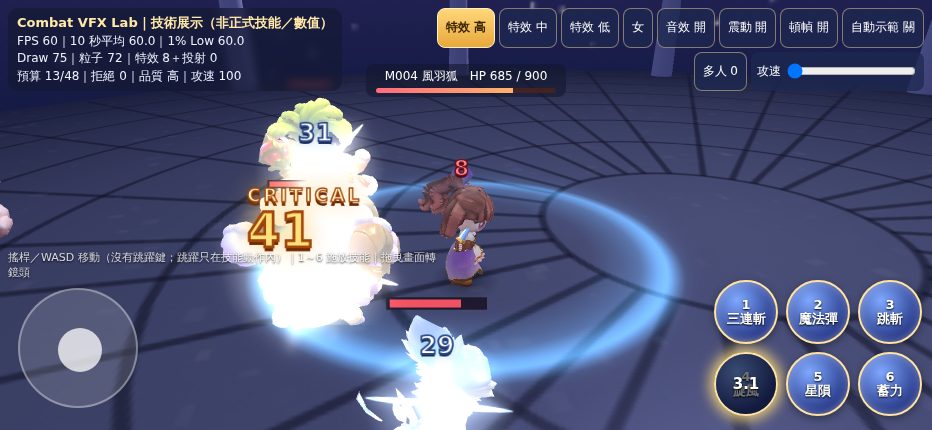 Combat VFX Lab｜技術展示（非正式技能／數值）
FPS 60｜10 秒平均 60.0｜1% Low 60.0
Draw 75｜粒子 72｜特效 8＋投射 0
預算 13/48｜拒絕 0｜品質 高｜攻速 100
特效 高
特效 中
特效 低
女
音效 開
震動 開
頓幀 開
自動示範 關
多人 0
攻速
M004 風羽狐 HP 685 / 900
31
8
CRITICAL
41
搖桿／WASD 移動（沒有跳躍鍵；跳躍只在技能動作內）｜1～6 施放技能｜拖曳畫面轉
鏡頭
29
1
三連斬
2
魔法彈
3
跳斬
4
旋風
3.1
5
星隕
6
蓄力